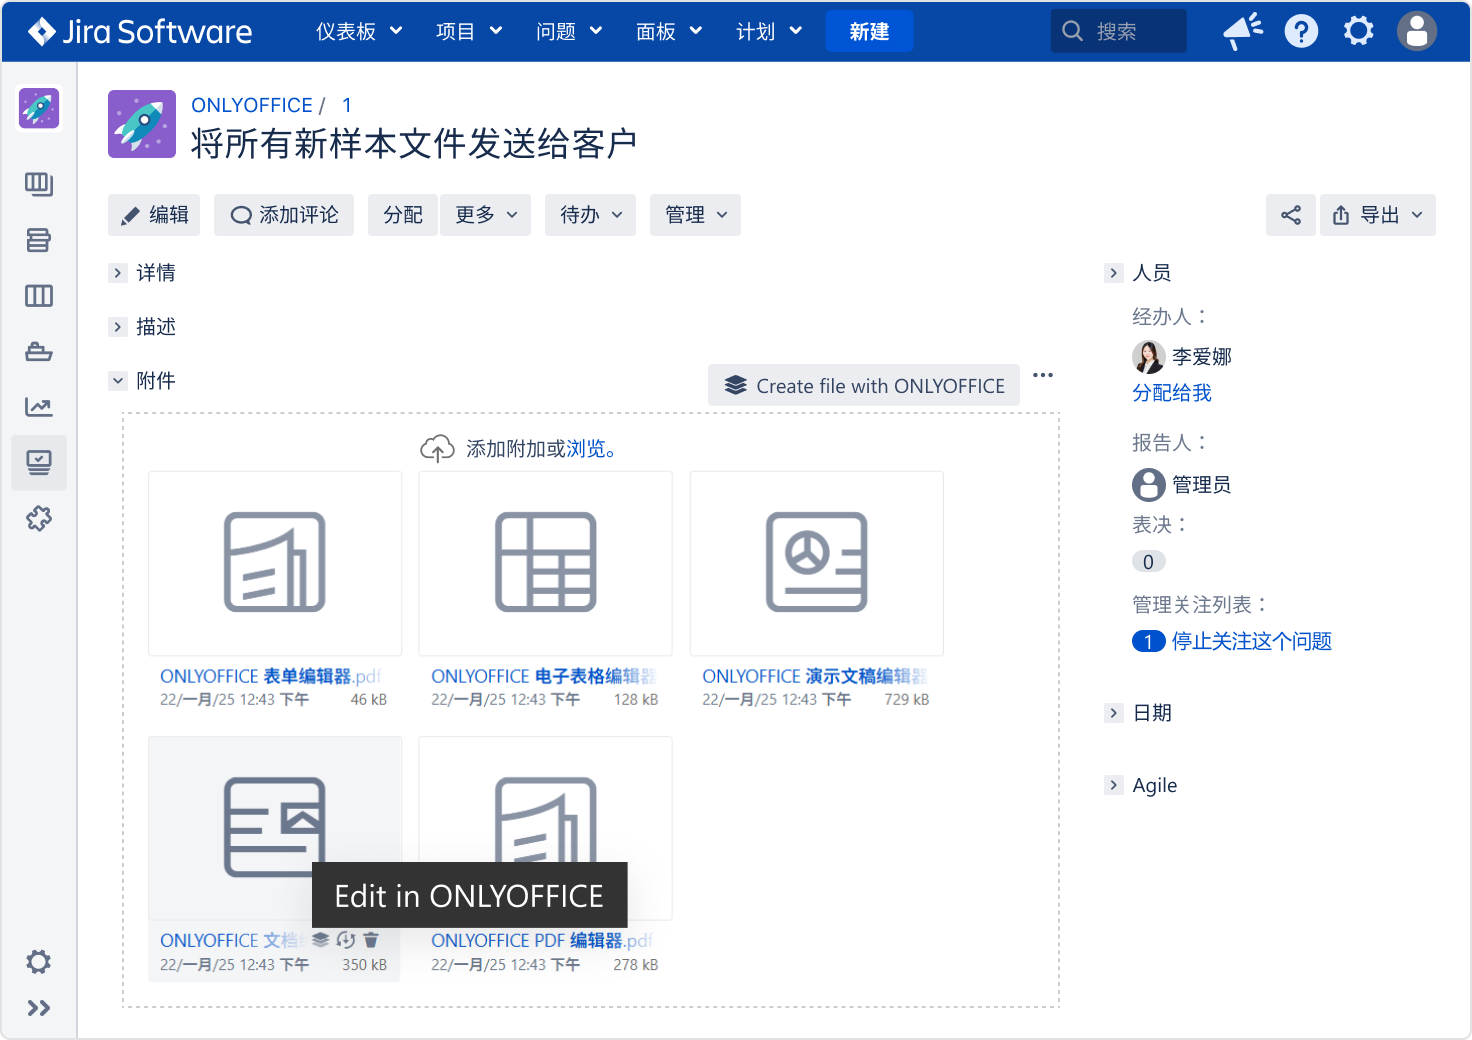 Jira Software
仪表板 项目 问题 面板 计划 新建 搜索
ONLYOFFICE / 1
将所有新样本文件发送给客户
编辑 添加评论 分配 更多 待办 管理 导出
详情
描述
附件
Create file with ONLYOFFICE
添加附加或浏览。
ONLYOFFICE 表单编辑器.pdf
22/一月/25 12:43 下午 46 kB
ONLYOFFICE 电子表格编辑器
22/一月/25 12:43 下午 128 kB
ONLYOFFICE 演示文稿编辑器
22/一月/25 12:43 下午 729 kB
Edit in ONLYOFFICE
ONLYOFFICE 文档
22/一月/25 12:43 下午 350 kB
ONLYOFFICE PDF 编辑器.pdf
22/一月/25 12:43 下午 278 kB
人员
经办人：
李爱娜
分配给我
报告人：
管理员
表决：
0
管理关注列表：
1 停止关注这个问题
日期
Agile